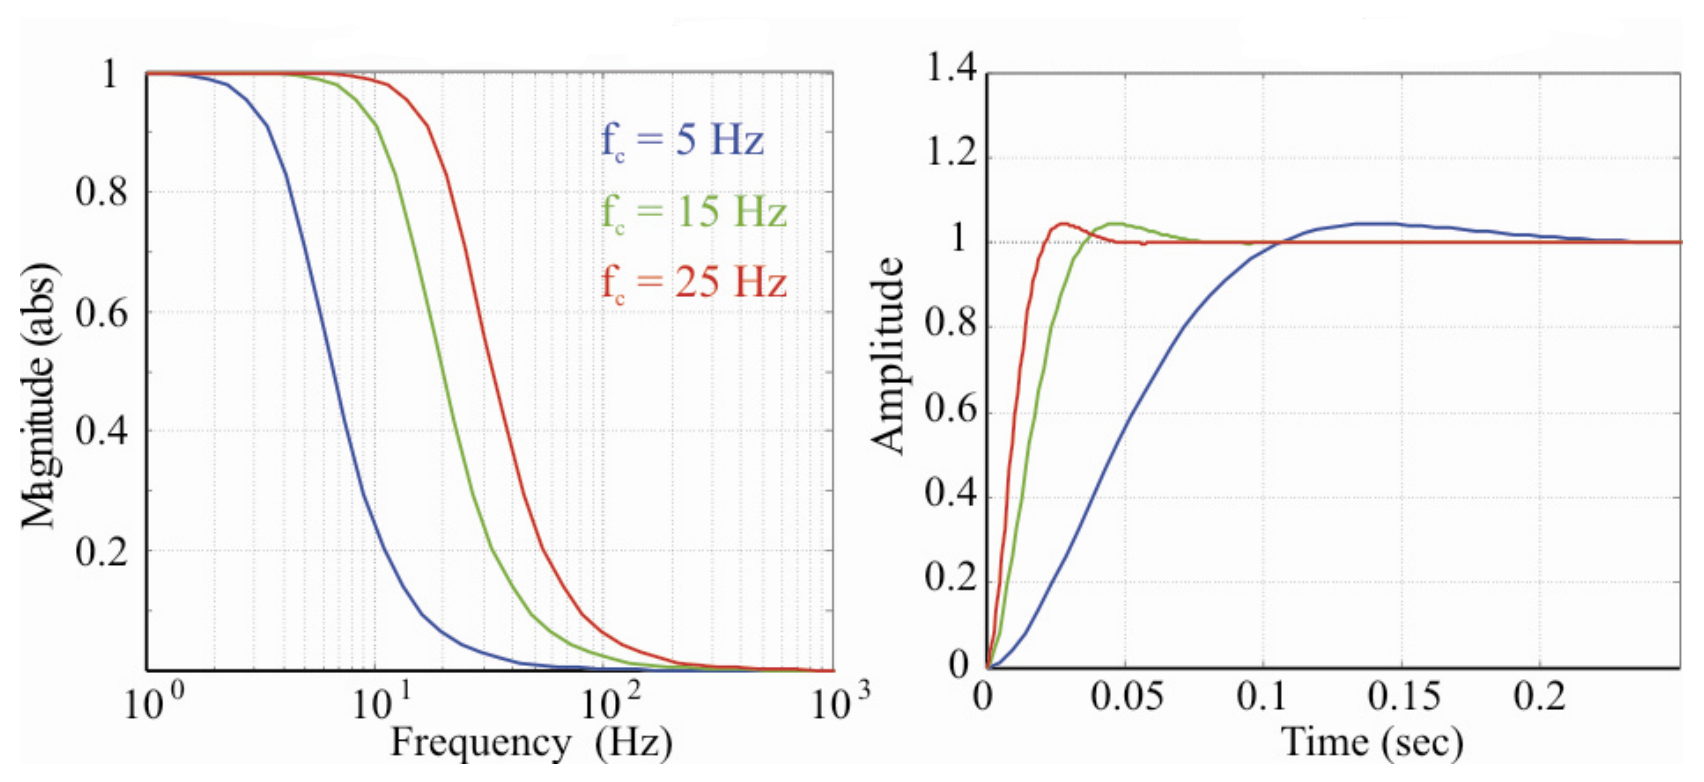 1
0.8
0.6
0.4
0.2
Magnitude (abs)
10^0 10^1 10^2 10^3
Frequency (Hz)
f_c = 5 Hz
f_c = 15 Hz
f_c = 25 Hz
1.4
1.2
1
0.8
0.6
0.4
0.2
0
Amplitude
0 0.05 0.1 0.15 0.2
Time (sec)